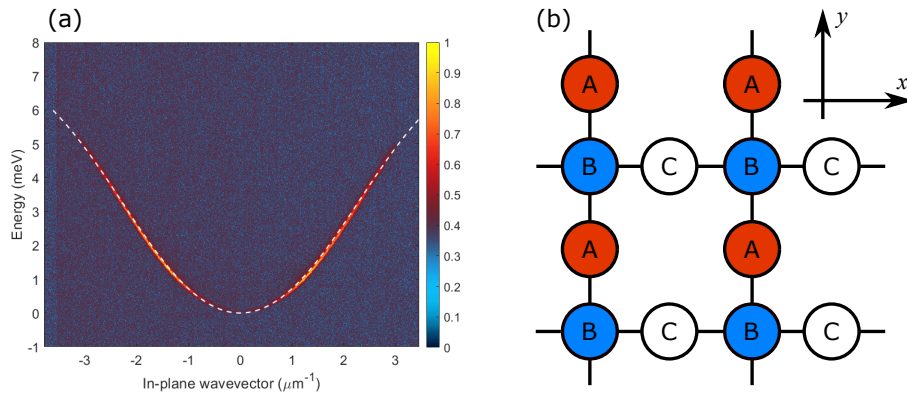 (a)
8
7
6
5
4
3
2
1
0
-1
Energy (meV)
-3 -2 -1 0 1 2 3
In-plane wavevector (μm⁻¹)
1
0.9
0.8
0.7
0.6
0.5
0.4
0.3
0.2
0.1
0
(b)
y
x
A A
B C B C
A A
B C B C